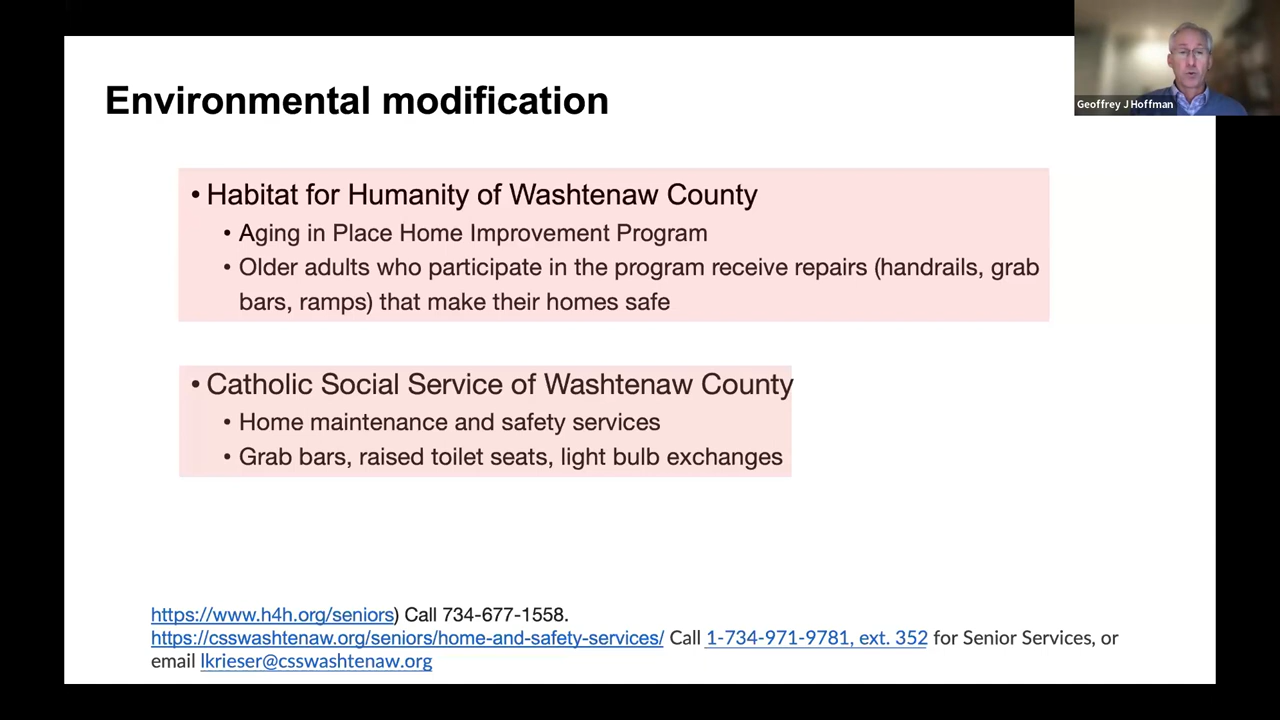 Environmental modification
Geoffrey J Hoffman
• Habitat for Humanity of Washtenaw County
• Aging in Place Home Improvement Program
• Older adults who participate in the program receive repairs (handrails, grab
bars, ramps) that make their homes safe
• Catholic Social Service of Washtenaw County
• Home maintenance and safety services
• Grab bars, raised toilet seats, light bulb exchanges
https://www.h4h.org/seniors) Call 734-677-1558.
https://csswashtenaw.org/seniors/home-and-safety-services/ Call 1-734-971-9781, ext. 352 for Senior Services, or
email lkrieser@csswashtenaw.org